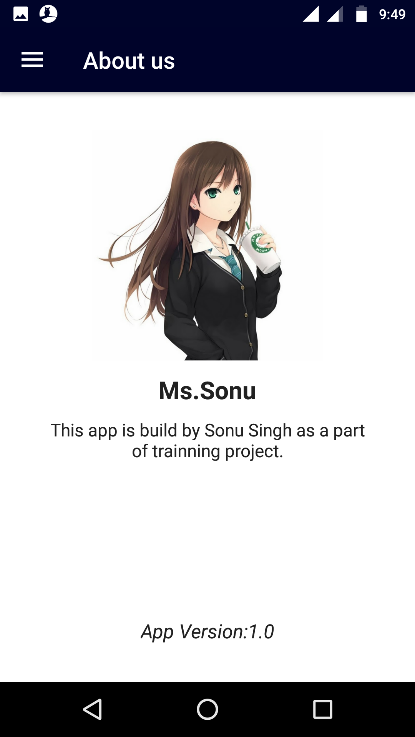 9:49
About us
Ms.Sonu
This app is build by Sonu Singh as a part
of trainning project.
App Version:1.0